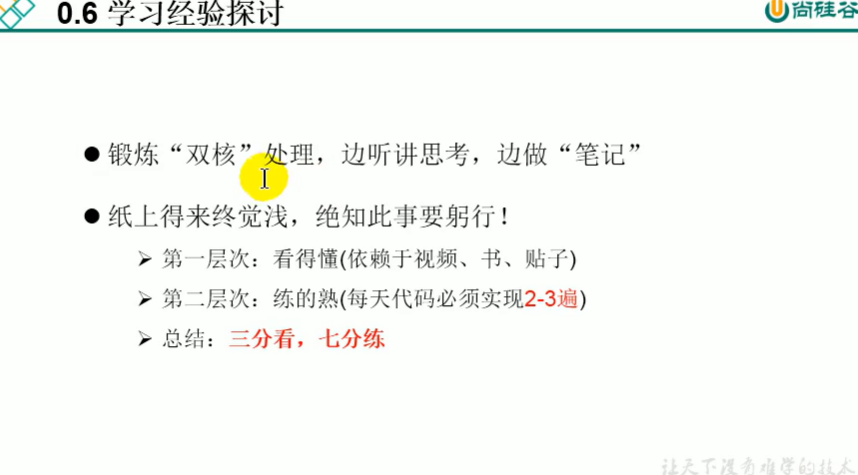 0.6 学习经验探讨
尚硅谷
● 锻炼“双核”处理，边听讲思考，边做“笔记”
● 纸上得来终觉浅，绝知此事要躬行！
➢ 第一层次：看得懂(依赖于视频、书、贴子)
➢ 第二层次：练的熟(每天代码必须实现2-3遍)
➢ 总结：三分看，七分练
让天下没有难学的技术